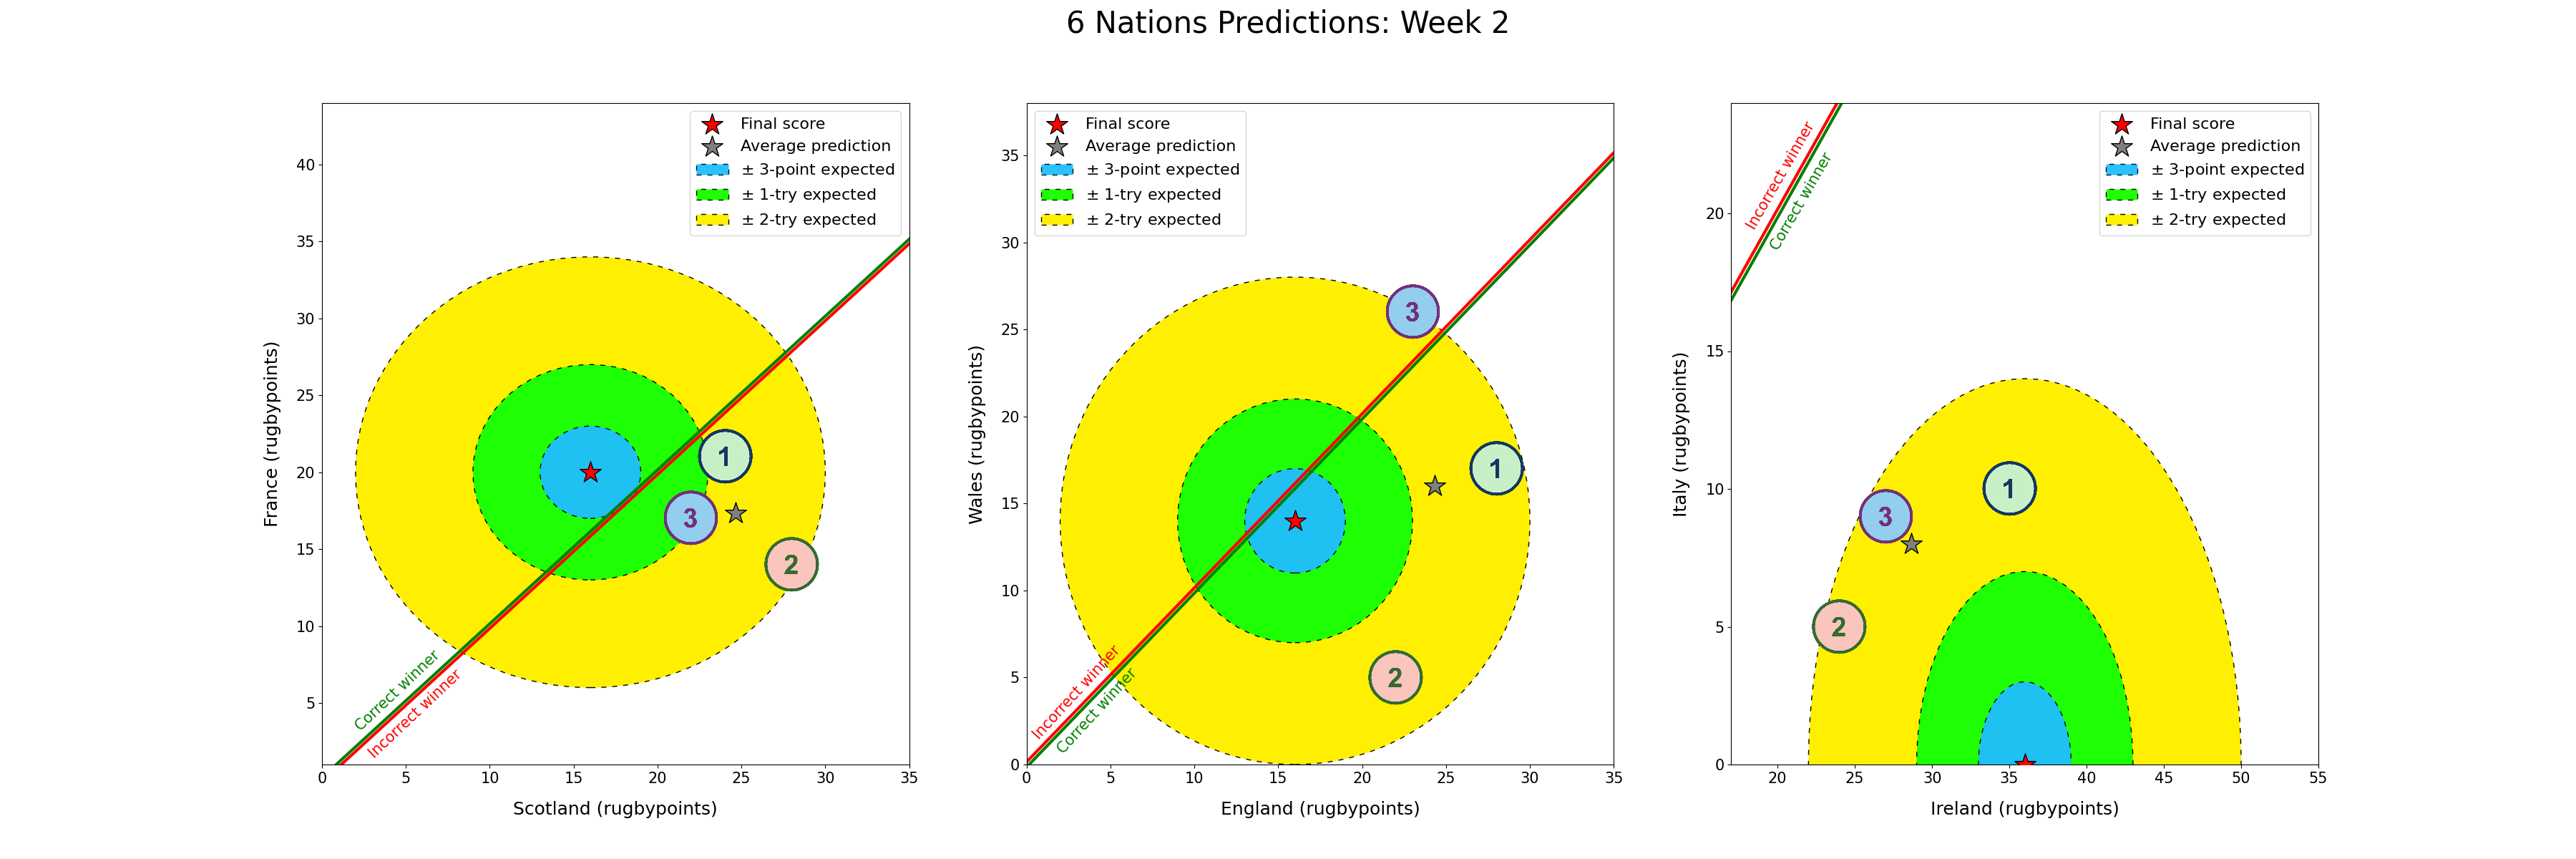 6 Nations Predictions: Week 2
Final score
Average prediction
± 3-point expected
± 1-try expected
± 2-try expected
40
35
30
25
20
15
10
5
France (rugbypoints)
1
3
2
Correct winner
Incorrect winner
0 5 10 15 20 25 30 35
Scotland (rugbypoints)
Final score
Average prediction
± 3-point expected
± 1-try expected
± 2-try expected
35
30
25
20
15
10
5
0
Wales (rugbypoints)
3
1
2
Incorrect winner
Correct winner
0 5 10 15 20 25 30 35
England (rugbypoints)
Final score
Average prediction
± 3-point expected
± 1-try expected
± 2-try expected
Incorrect winner
Correct winner
20
15
10
5
0
Italy (rugbypoints)
1
3
2
20 25 30 35 40 45 50 55
Ireland (rugbypoints)